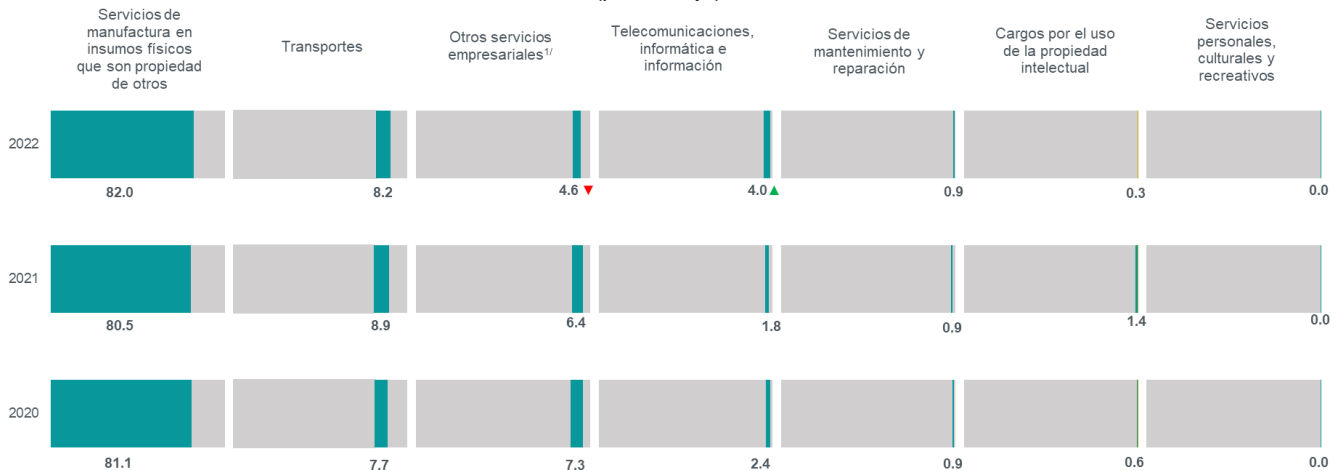 Servicios de
manufactura en
insumos físicos
que son propiedad
de otros
Transportes
Otros servicios
empresariales1/
Telecomunicaciones,
informática e
información
Servicios de
mantenimiento y
reparación
Cargos por el uso
de la propiedad
intelectual
Servicios
personales,
culturales y
recreativos
2022
82.0 8.2 4.6 ▼ 4.0 ▲ 0.9 0.3 0.0
2021
80.5 8.9 6.4 1.8 0.9 1.4 0.0
2020
81.1 7.7 7.3 2.4 0.9 0.6 0.0